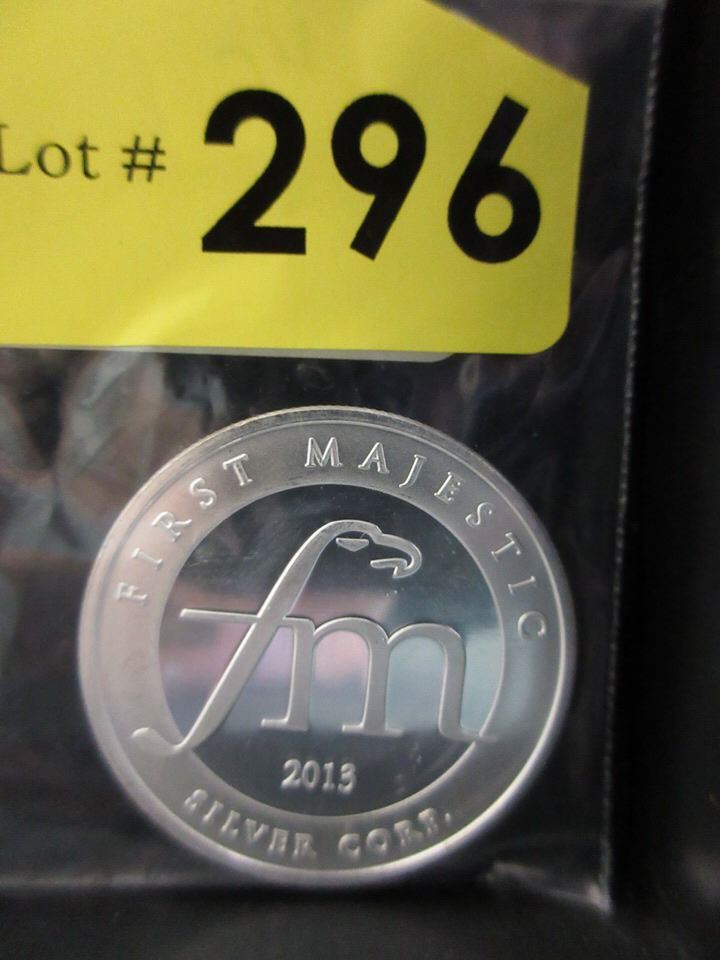 Lot # 296
FIRST MAJESTIC
fm
2013
SILVER CORP.